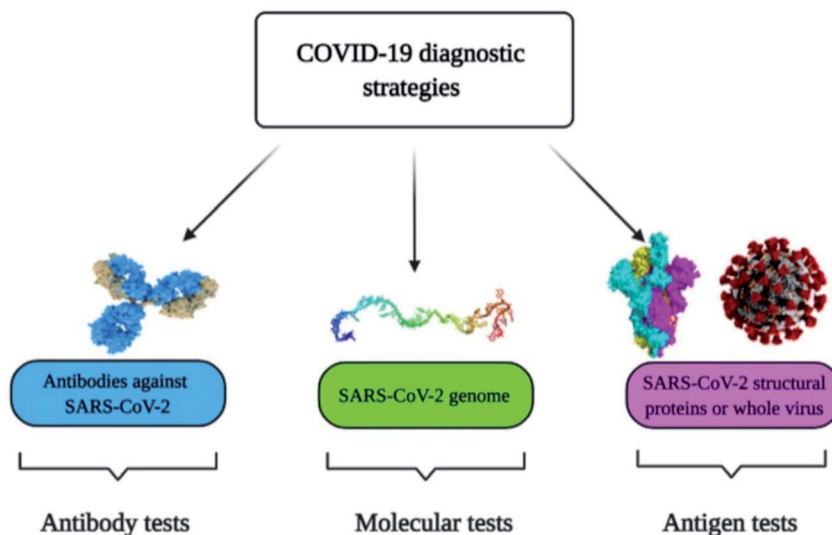 COVID-19 diagnostic
strategies
Antibodies against
SARS-CoV-2
SARS-CoV-2 genome
SARS-CoV-2 structural
proteins or whole virus
Antibody tests
Molecular tests
Antigen tests